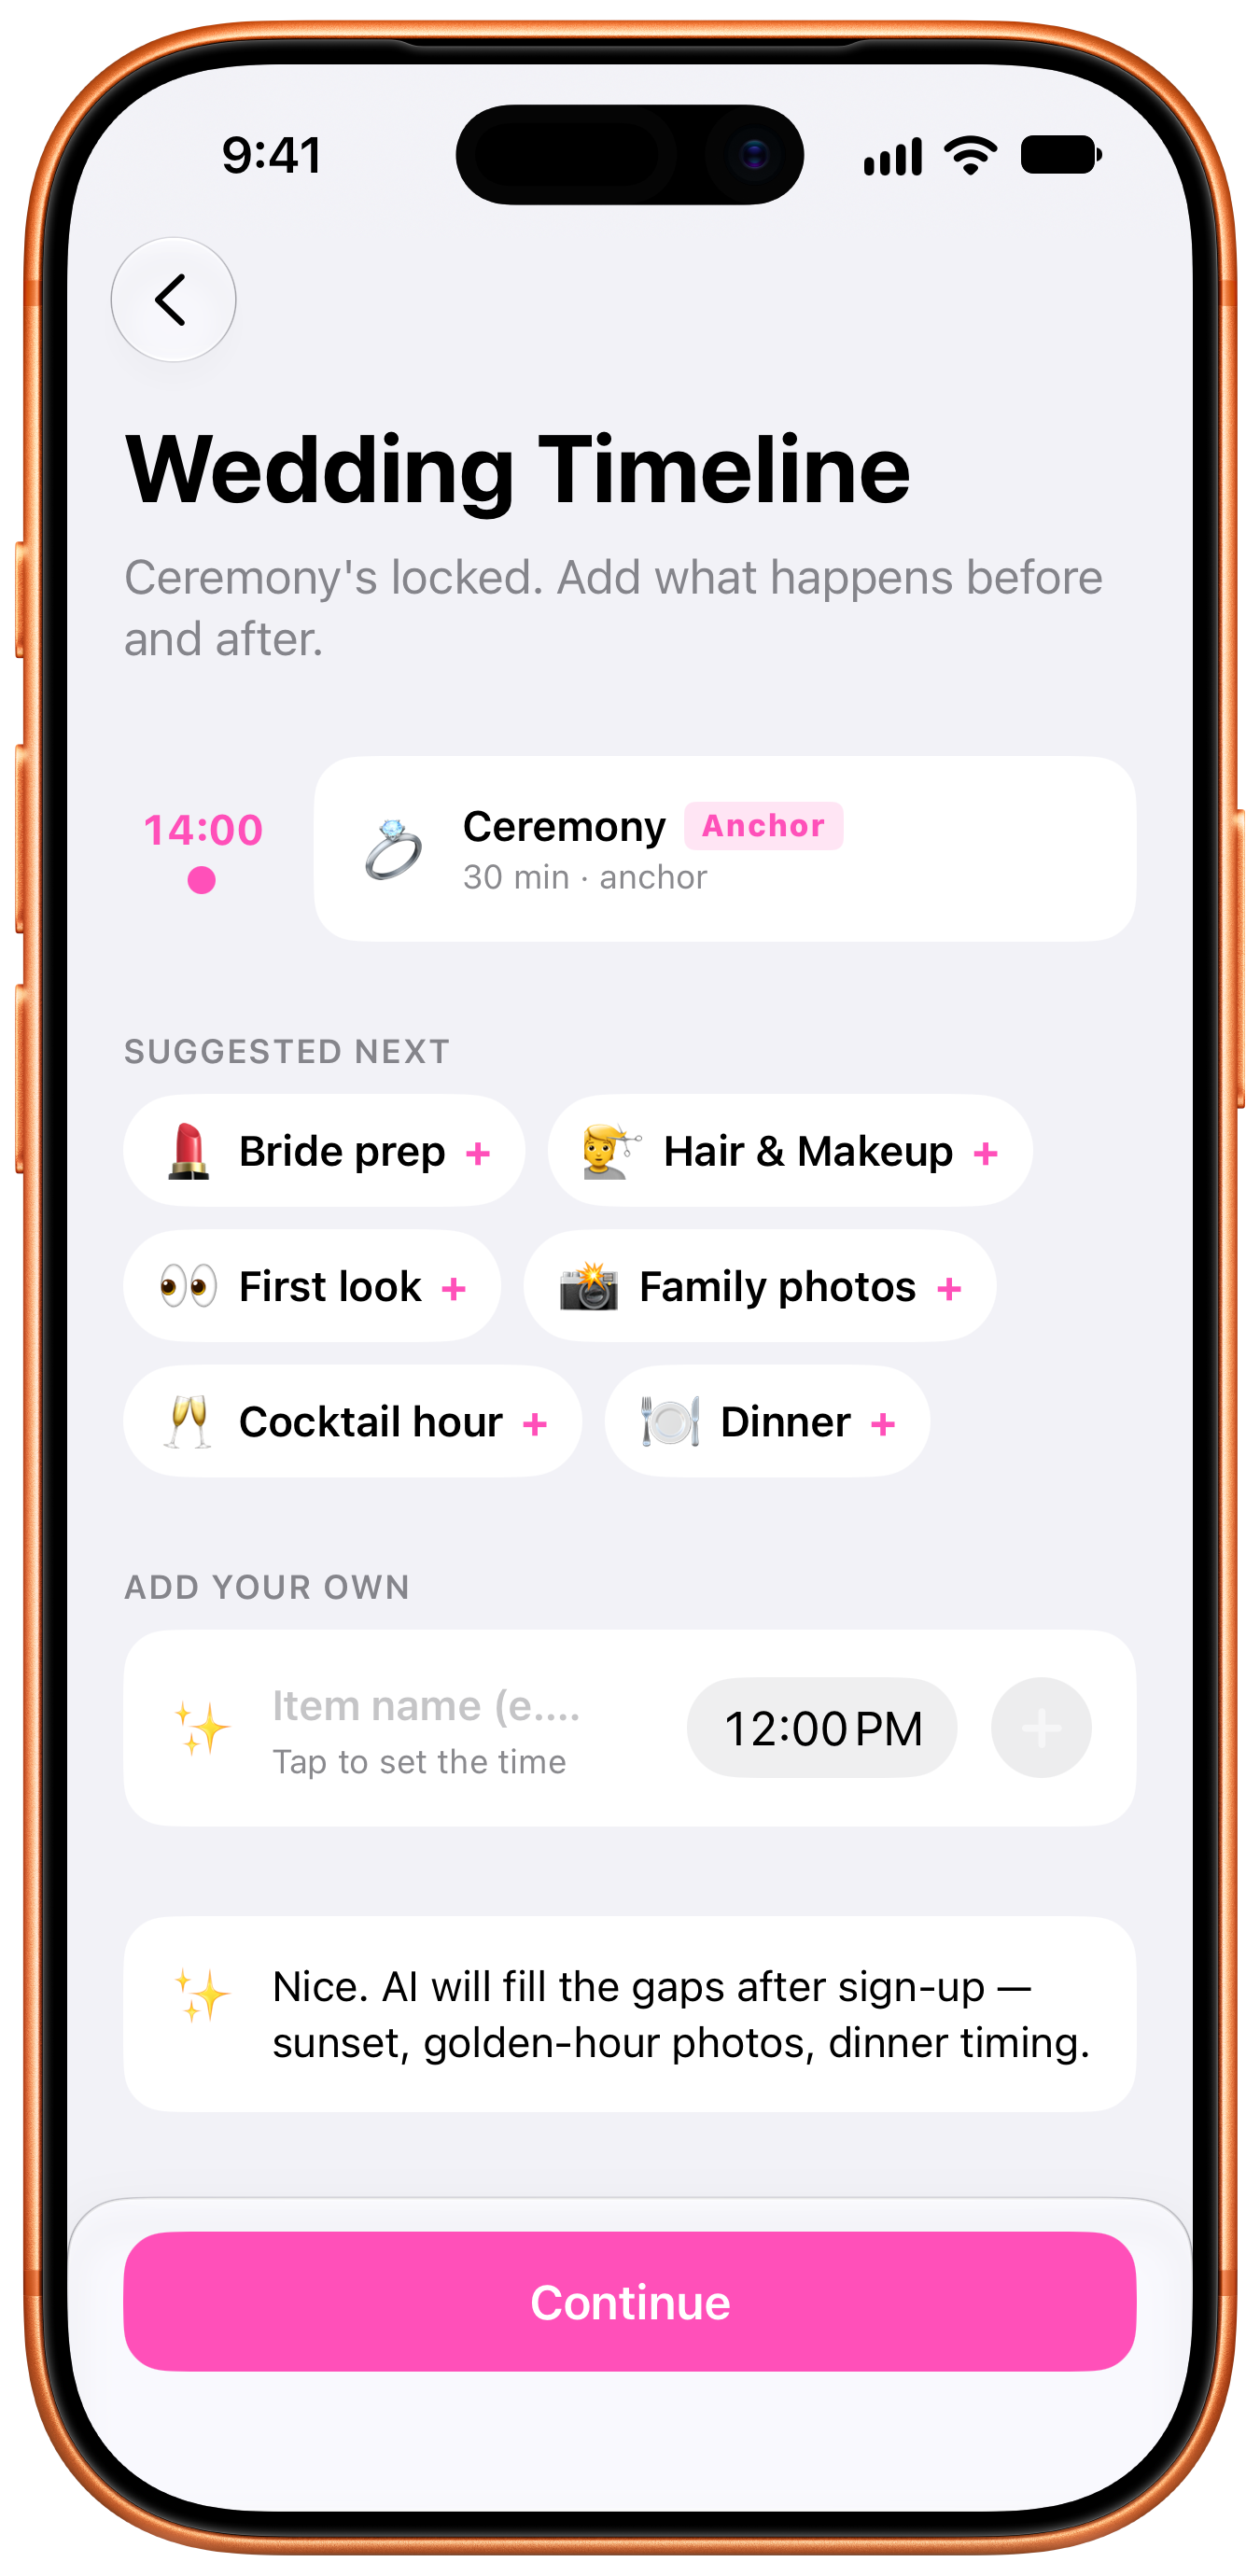 9:41
Wedding Timeline
Ceremony's locked. Add what happens before
and after.
14:00
Ceremony Anchor
30 min · anchor
SUGGESTED NEXT
Bride prep +
Hair & Makeup +
First look +
Family photos +
Cocktail hour +
Dinner +
ADD YOUR OWN
Item name (e....
12:00 PM
+
Tap to set the time
Nice. AI will fill the gaps after sign-up —
sunset, golden-hour photos, dinner timing.
Continue